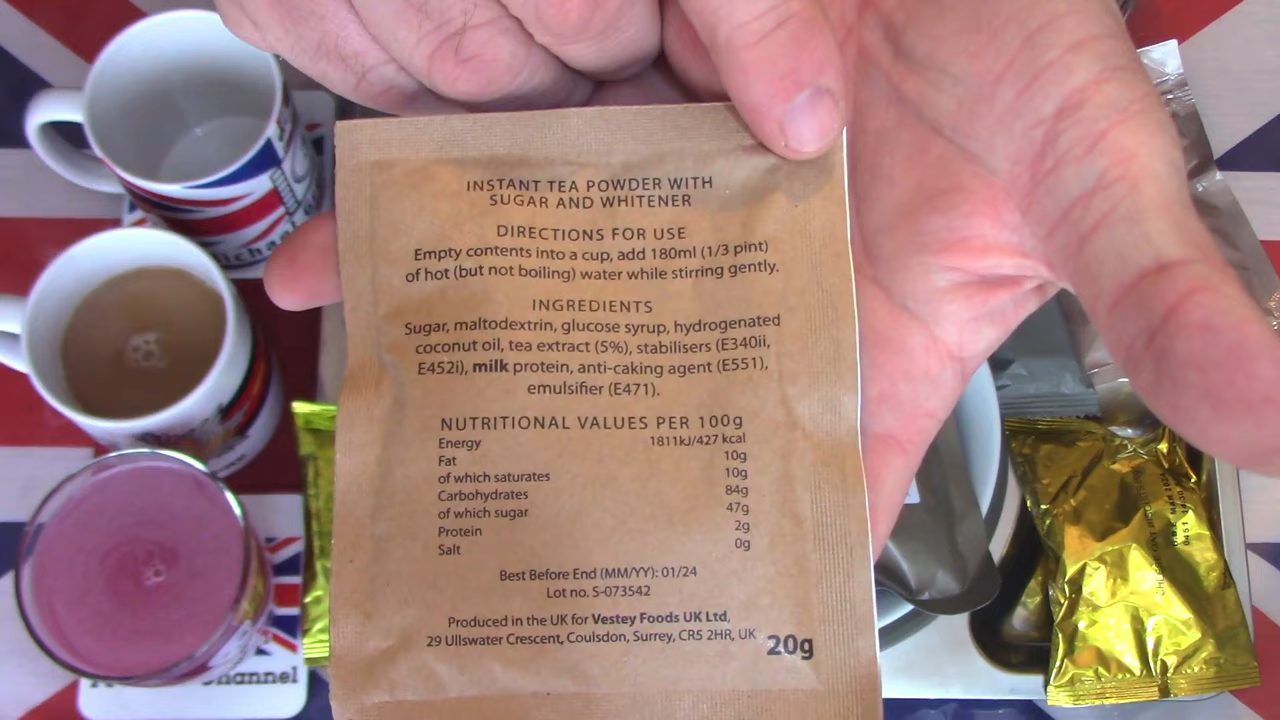 INSTANT TEA POWDER WITH
SUGAR AND WHITENER
DIRECTIONS FOR USE
Empty contents into a cup, add 180ml (1/3 pint)
of hot (but not boiling) water while stirring gently.
INGREDIENTS
Sugar, maltodextrin, glucose syrup, hydrogenated
coconut oil, tea extract (5%), stabilisers (E340ii,
E452i), milk protein, anti-caking agent (E551),
emulsifier (E471).
NUTRITIONAL VALUES PER 100g
Energy 1811kJ/427 kcal
Fat 10g
of which saturates 10g
Carbohydrates 84g
of which sugar 47g
Protein 2g
Salt 0g
Best Before End (MM/YY): 01/24
Lot no. S-073542
Produced in the UK for Vestey Foods UK Ltd,
29 Ullswater Crescent, Coulsdon, Surrey, CR5 2HR, UK
20g
Channel